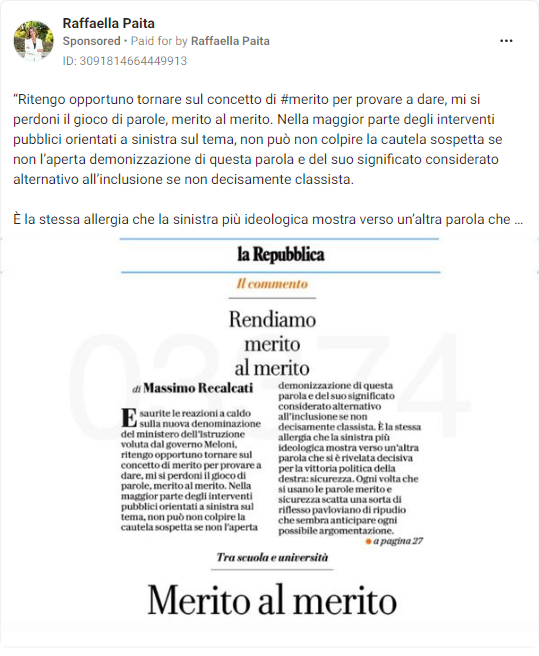 Raffaella Paita
Sponsored • Paid for by Raffaella Paita
ID: 3091814664449913
“Ritengo opportuno tornare sul concetto di #merito per provare a dare, mi si
perdoni il gioco di parole, merito al merito. Nella maggior parte degli interventi
pubblici orientati a sinistra sul tema, non può non colpire la cautela sospetta se
non l’aperta demonizzazione di questa parola e del suo significato considerato
alternativo all’inclusione se non decisamente classista.
È la stessa allergia che la sinistra più ideologica mostra verso un’altra parola che ...
la Repubblica
Il commento
Rendiamo
merito
al merito
di Massimo Recalcati
Esaurite le reazioni a caldo
sulla nuova denominazione
del ministero dell'Istruzione
voluta dal governo Meloni,
ritengo opportuno tornare sul
concetto di merito per provare a
dare, mi si perdoni il gioco di
parole, merito al merito. Nella
maggior parte degli interventi
pubblici orientati a sinistra sul
tema, non può non colpire la
cautela sospetta se non l'aperta
demonizzazione di questa
parola e del suo significato
considerato alternativo
all'inclusione se non
decisamente classista. È la stessa
allergia che la sinistra più
ideologica mostra verso un'altra
parola che si è rivelata decisiva
per la vittoria politica della
destra: sicurezza. Ogni volta che
si usano le parole merito e
sicurezza scatta una sorta di
riflesso pavloviano di ripudio
che sembra anticipare ogni
possibile argomentazione.
● a pagina 27
Tra scuola e università
Merito al merito